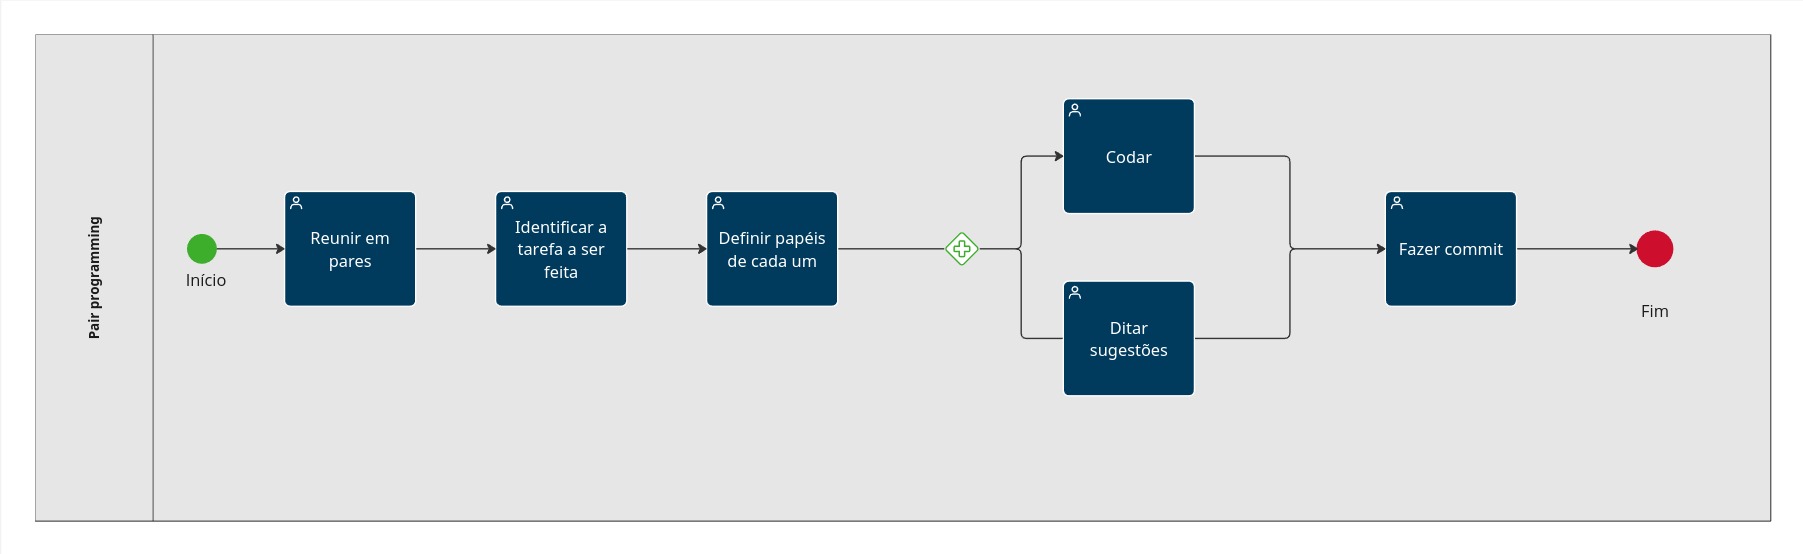 Pair programming
Início
Reunir em
pares
Identificar a
tarefa a ser
feita
Definir papéis
de cada um
Codar
Ditar
sugestões
Fazer commit
Fim